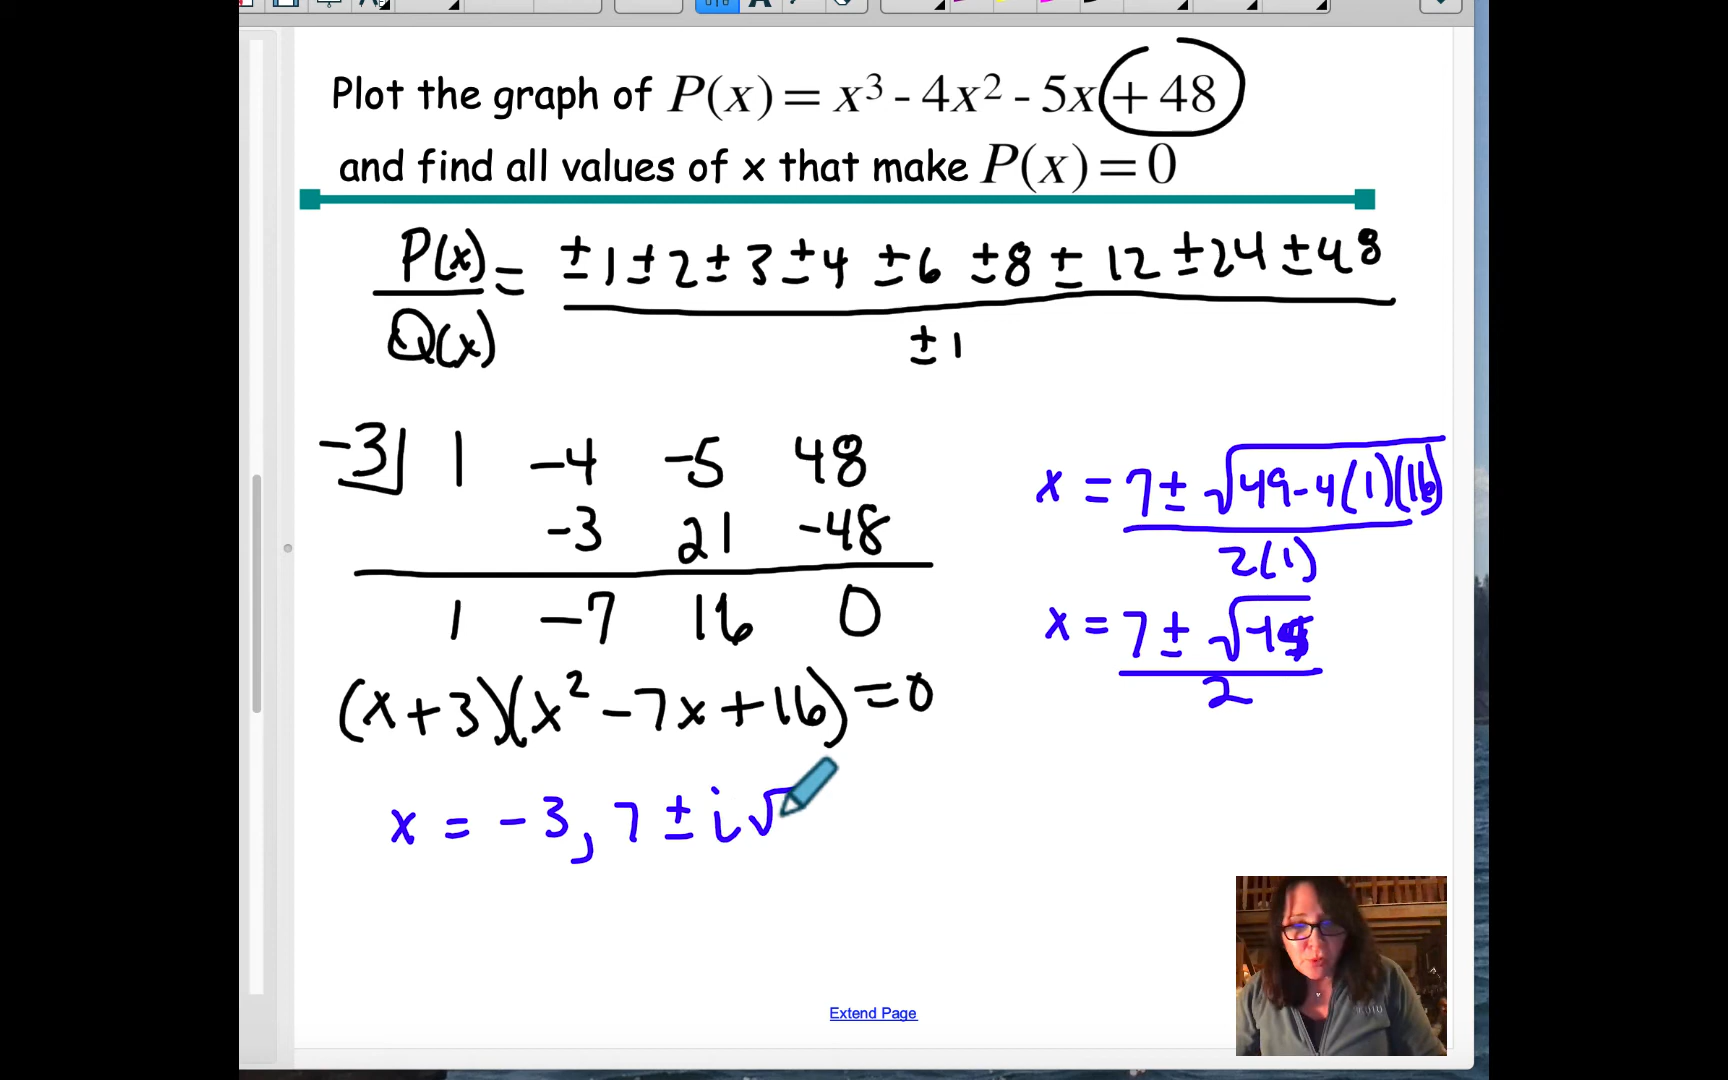 Plot the graph of P(x) = x³ - 4x² - 5x + 48
and find all values of x that make P(x) = 0
P(x)/Q(x) = ±1 ±2 ±3 ±4 ±6 ±8 ±12 ±24 ±48 / ±1
-3| 1 -4 -5 48
-3 21 -48
1 -7 16 0
(x+3)(x² - 7x + 16) = 0
x = -3, 7 ± i√
x = 7 ± √49-4(1)(16) / 2(1)
x = 7 ± √-15 / 2
Extend Page